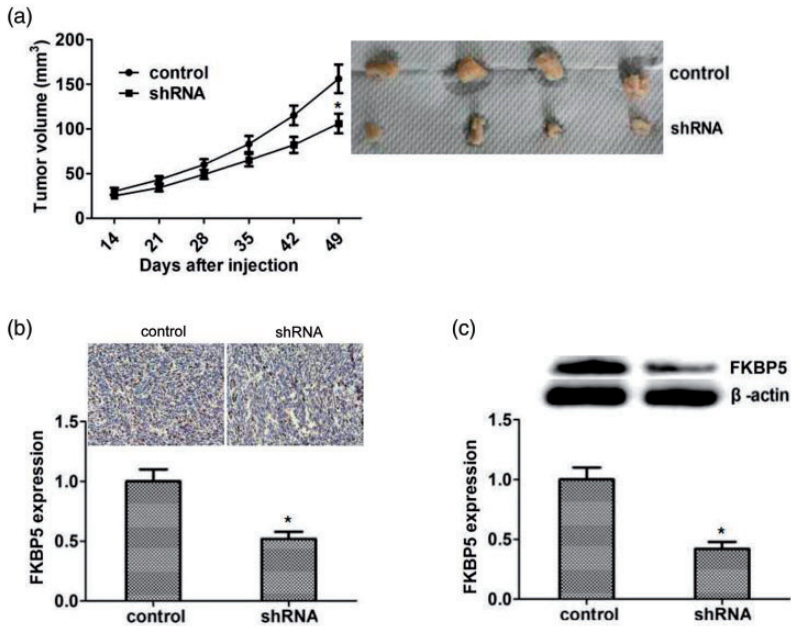 (a)
Tumor volume (mm³)
200
150
100
50
0
control
shRNA
*
14 21 28 35 42 49
Days after injection
control
shRNA
(b)
control shRNA
FKBP5 expression
1.5
1.0
0.5
0.0
*
control shRNA
(c)
FKBP5
β-actin
FKBP5 expression
1.5
1.0
0.5
0.0
*
control shRNA